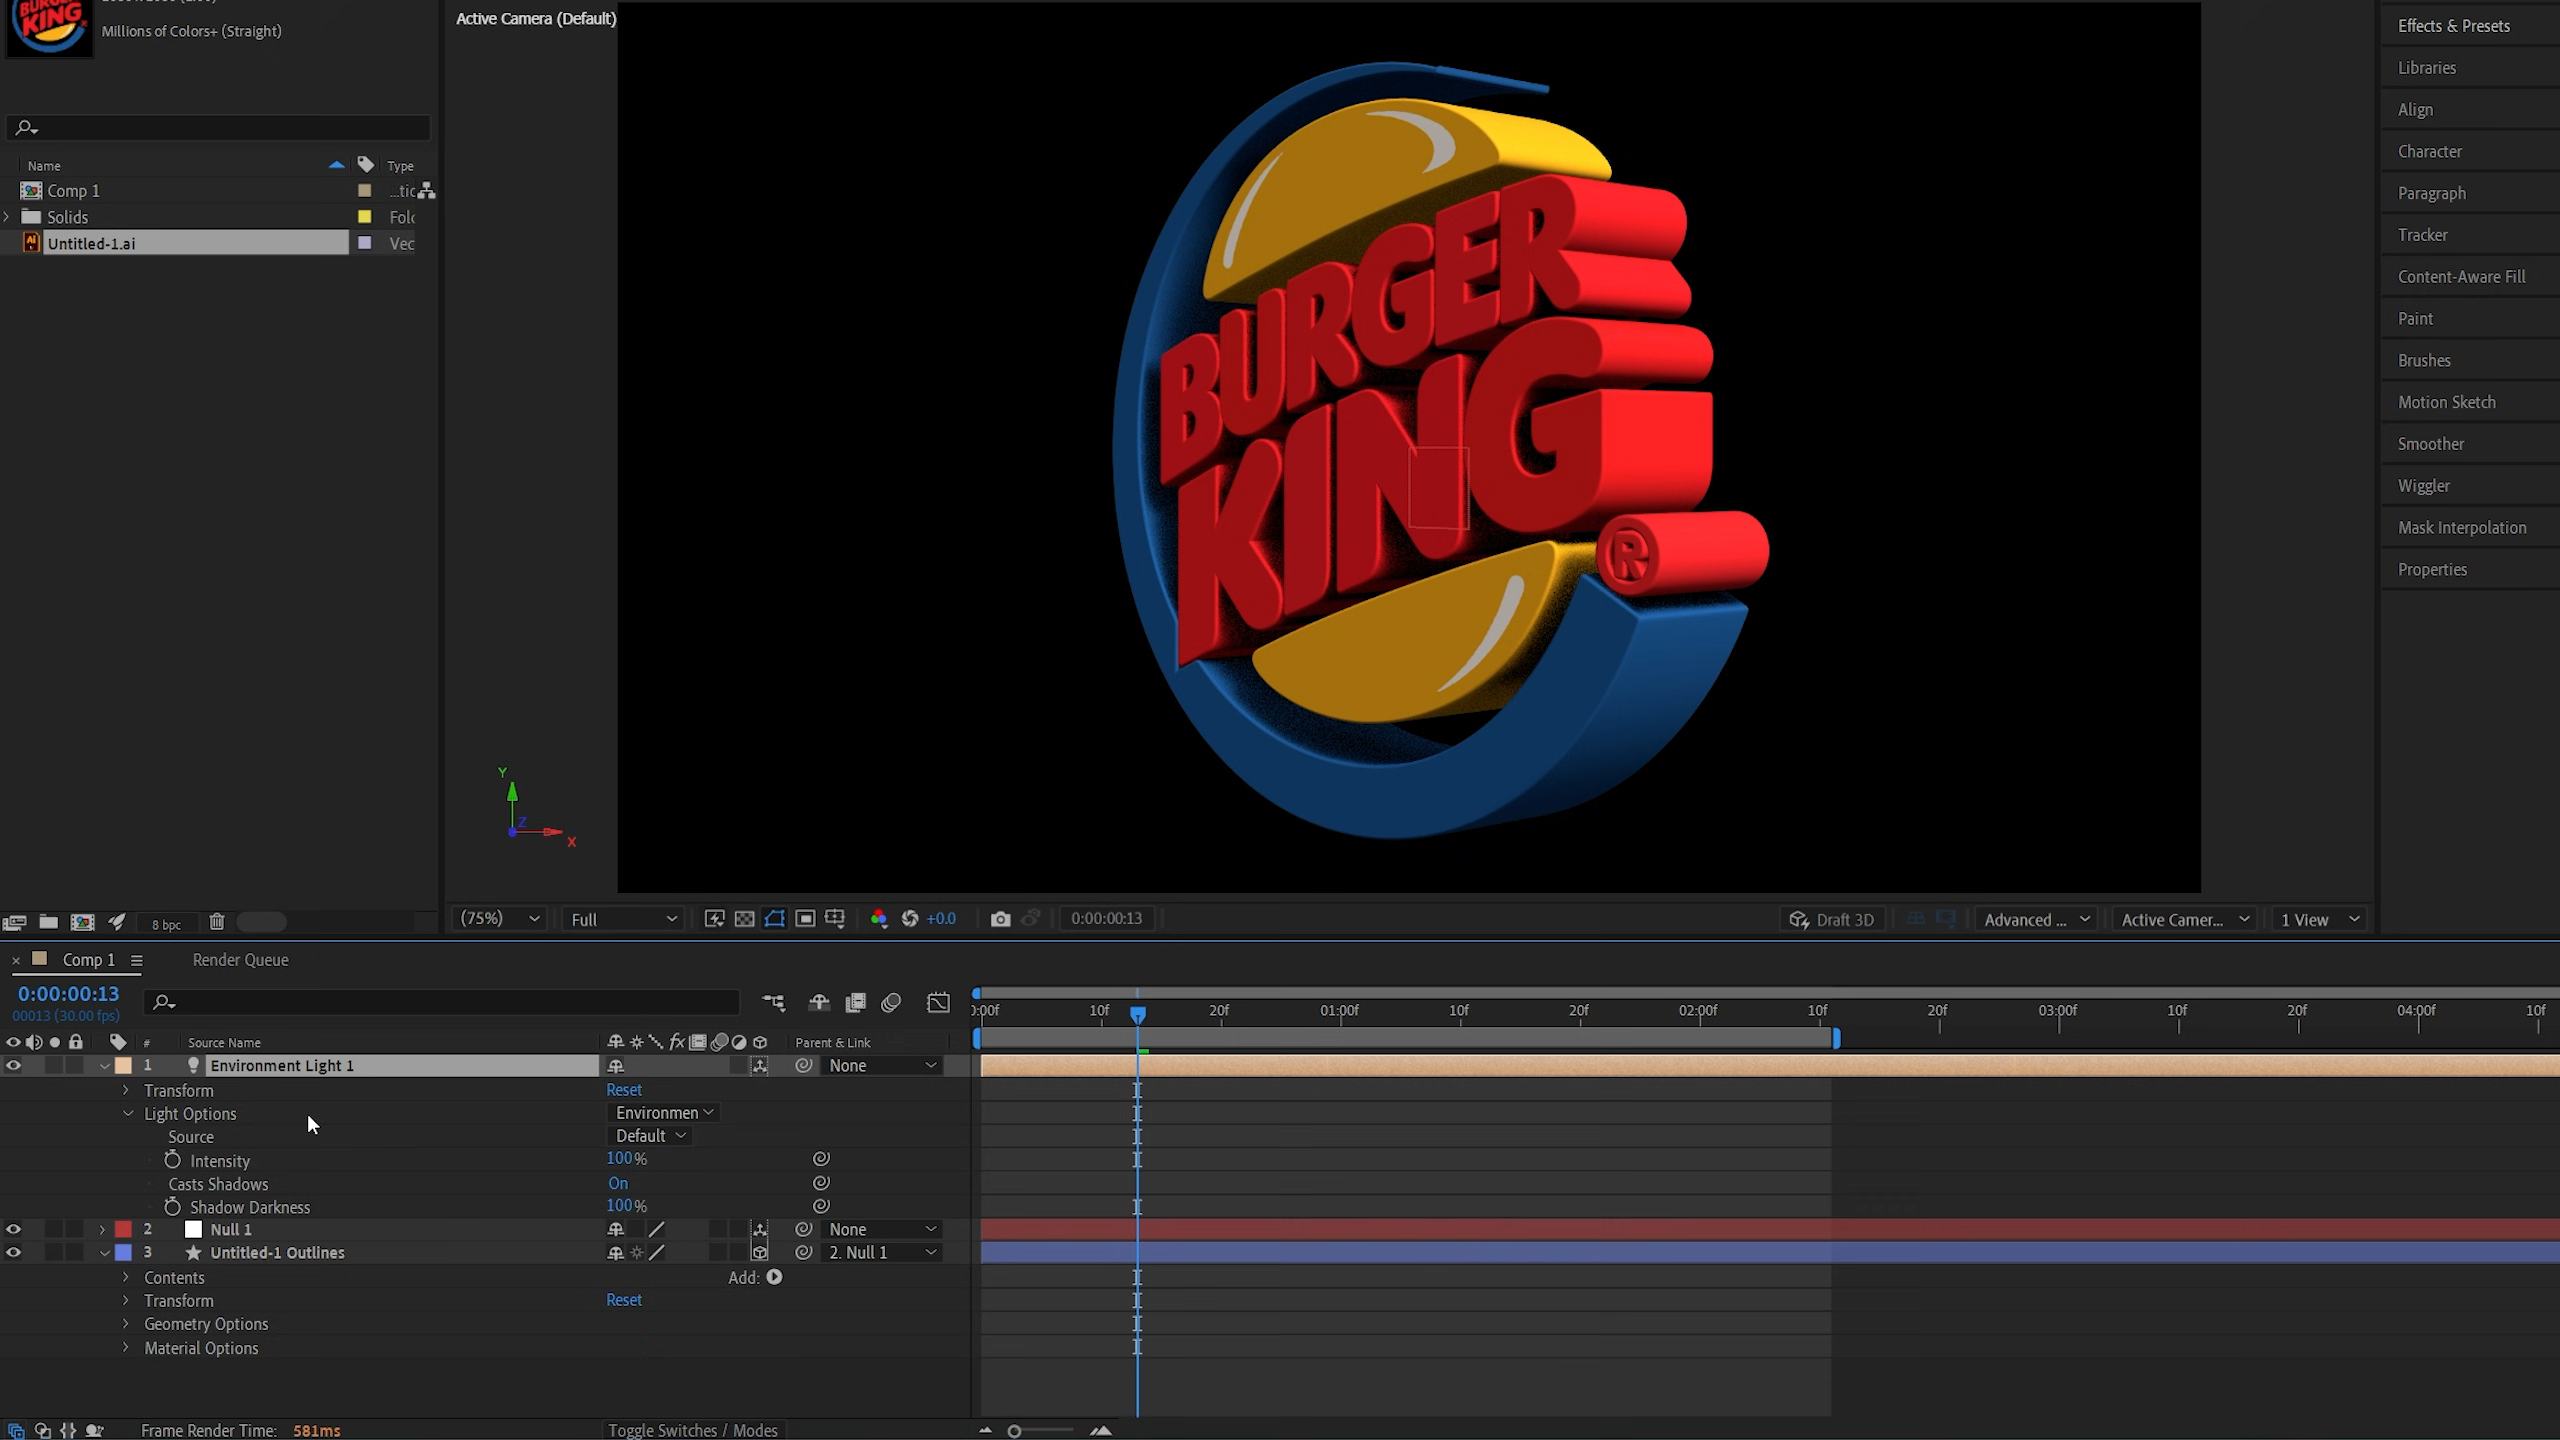 BURGER
KING
Millions of Colors+ (Straight)
Name
Type
Comp 1
...tic
Solids
Fol
Untitled-1.ai
Vec
8 bpc
Active Camera (Default)
BURGER
KING
®
Y
Z
X
(75%)
Full
+0.0
0:00:00:13
Draft 3D
Advanced ...
Active Camer...
1 View
Effects & Presets
Libraries
Align
Character
Paragraph
Tracker
Content-Aware Fill
Paint
Brushes
Motion Sketch
Smoother
Wiggler
Mask Interpolation
Properties
× Comp 1
Render Queue
0:00:00:13
00013 (30.00 fps)
:00f 10f 20f 01:00f 10f 20f 02:00f 10f 20f 03:00f 10f 20f 04:00f 10f
# Source Name
fx
Parent & Link
1 Environment Light 1 None
Transform Reset
Light Options Environmen
Source Default
Intensity 100%
Casts Shadows On
Shadow Darkness 100%
2 Null 1 None
3 Untitled-1 Outlines 2. Null 1
Contents Add:
Transform Reset
Geometry Options
Material Options
Frame Render Time: 581ms
Toggle Switches / Modes